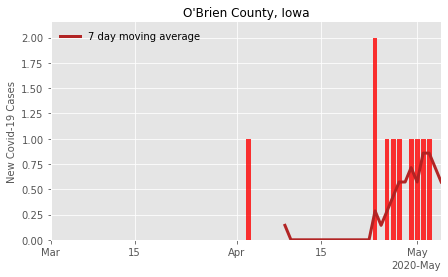 O'Brien County, Iowa
7 day moving average
New Covid-19 Cases
2.00
1.75
1.50
1.25
1.00
0.75
0.50
0.25
0.00
Mar 15 Apr 15 May
2020-May